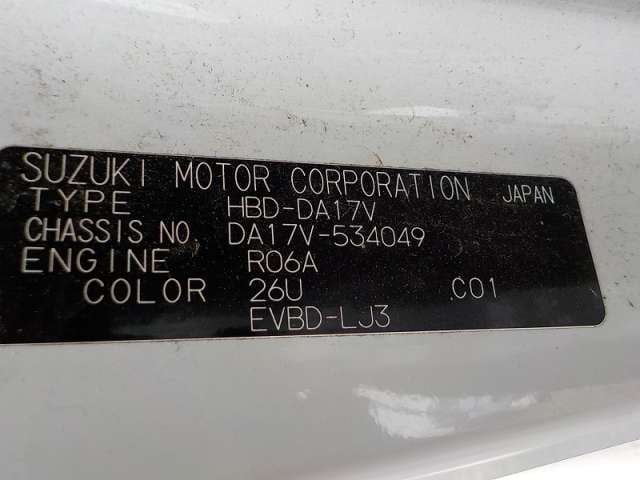 SUZUKI MOTOR CORPORATION JAPAN
TYPE HBD-DA17V
CHASSIS NO. DA17V-534049
ENGINE R06A
COLOR 26U C01
EVBD-LJ3